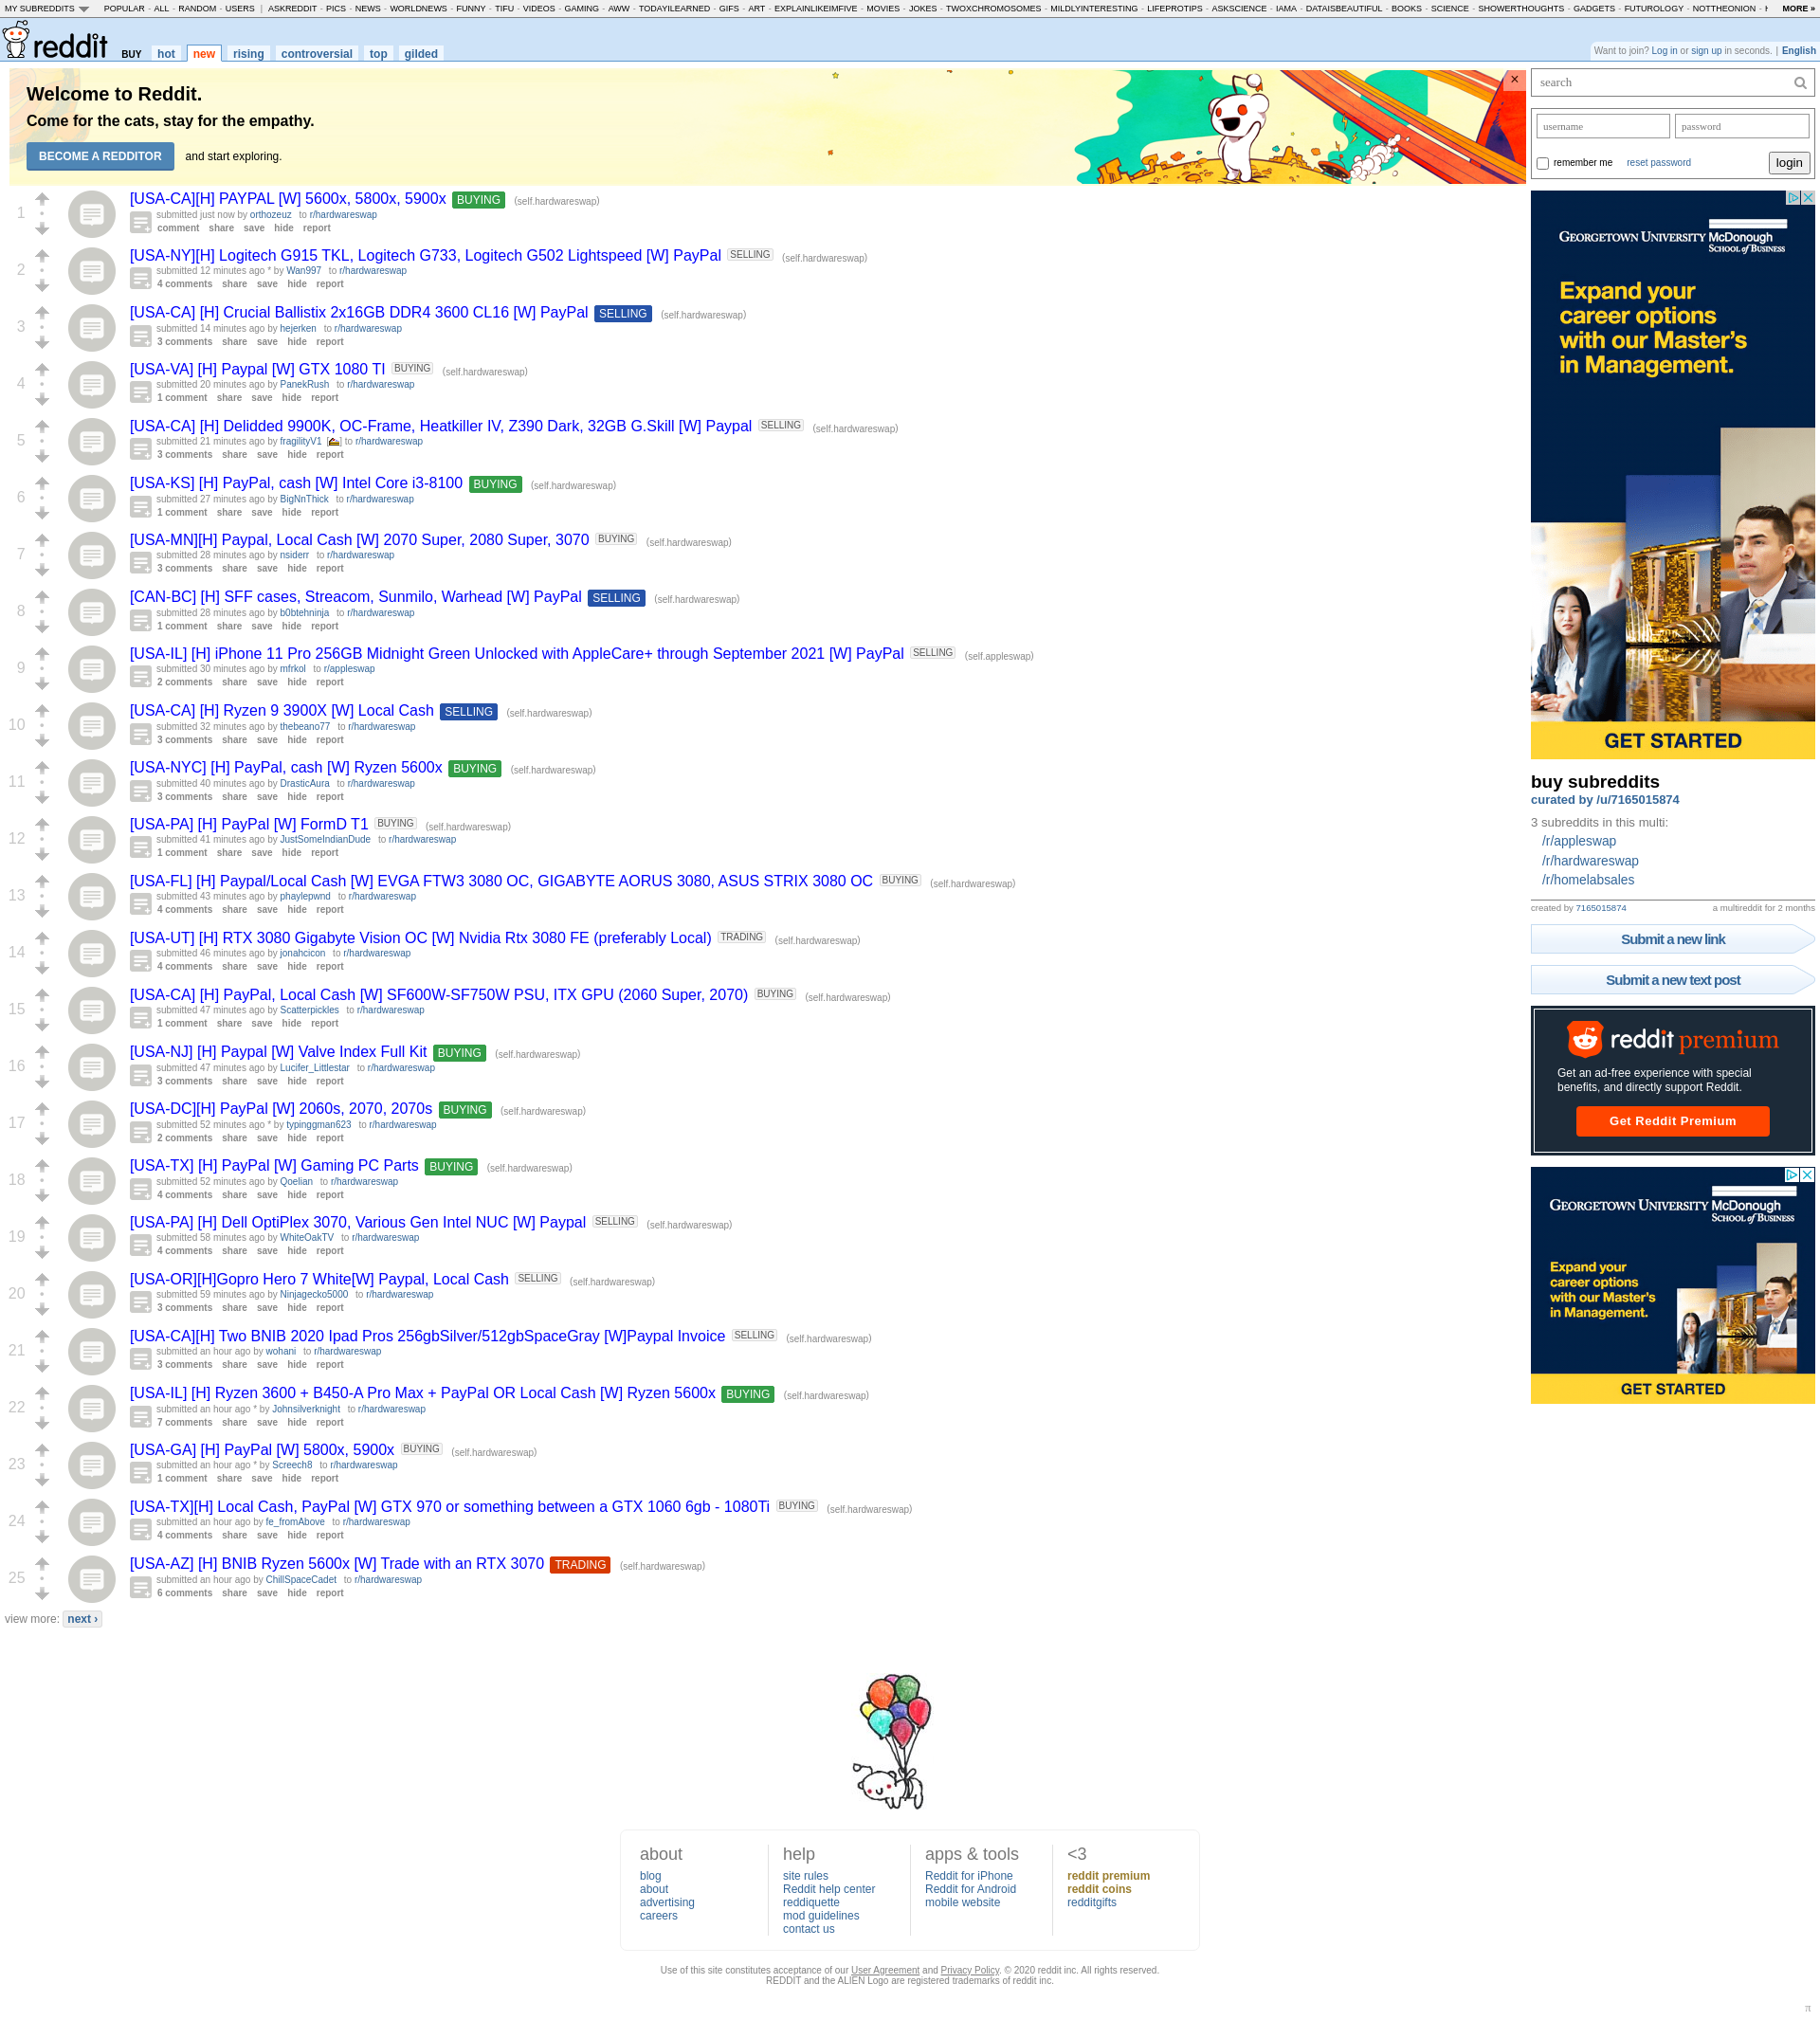 MY SUBREDDITS POPULAR - ALL - RANDOM - USERS | ASKREDDIT - PICS - NEWS - WORLDNEWS - FUNNY - TIFU - VIDEOS - GAMING - AWW - TODAYILEARNED - GIFS - ART - EXPLAINLIKEIMFIVE - MOVIES - JOKES - TWOXCHROMOSOMES - MILDLYINTERESTING - LIFEPROTIPS - ASKSCIENCE - IAMA - DATAISBEAUTIFUL - BOOKS - SCIENCE - SHOWERTHOUGHTS - GADGETS - FUTUROLOGY - NOTTHEONION - MORE »
reddit BUY hot new rising controversial top gilded
Want to join? Log in or sign up in seconds. | English
Welcome to Reddit.
Come for the cats, stay for the empathy.
BECOME A REDDITOR and start exploring.
×
1
[USA-CA][H] PAYPAL [W] 5600x, 5800x, 5900x BUYING (self.hardwareswap)
submitted just now by orthozeuz to r/hardwareswap
comment share save hide report
2
[USA-NY][H] Logitech G915 TKL, Logitech G733, Logitech G502 Lightspeed [W] PayPal SELLING (self.hardwareswap)
submitted 12 minutes ago * by Wan997 to r/hardwareswap
4 comments share save hide report
3
[USA-CA] [H] Crucial Ballistix 2x16GB DDR4 3600 CL16 [W] PayPal SELLING (self.hardwareswap)
submitted 14 minutes ago by hejerken to r/hardwareswap
3 comments share save hide report
4
[USA-VA] [H] Paypal [W] GTX 1080 TI BUYING (self.hardwareswap)
submitted 20 minutes ago by PanekRush to r/hardwareswap
1 comment share save hide report
5
[USA-CA] [H] Delidded 9900K, OC-Frame, Heatkiller IV, Z390 Dark, 32GB G.Skill [W] Paypal SELLING (self.hardwareswap)
submitted 21 minutes ago by fragilityV1 [] to r/hardwareswap
3 comments share save hide report
6
[USA-KS] [H] PayPal, cash [W] Intel Core i3-8100 BUYING (self.hardwareswap)
submitted 27 minutes ago by BigNnThick to r/hardwareswap
1 comment share save hide report
7
[USA-MN][H] Paypal, Local Cash [W] 2070 Super, 2080 Super, 3070 BUYING (self.hardwareswap)
submitted 28 minutes ago by nsiderr to r/hardwareswap
3 comments share save hide report
8
[CAN-BC] [H] SFF cases, Streacom, Sunmilo, Warhead [W] PayPal SELLING (self.hardwareswap)
submitted 28 minutes ago by b0btehninja to r/hardwareswap
1 comment share save hide report
9
[USA-IL] [H] iPhone 11 Pro 256GB Midnight Green Unlocked with AppleCare+ through September 2021 [W] PayPal SELLING (self.appleswap)
submitted 30 minutes ago by mfrkol to r/appleswap
2 comments share save hide report
10
[USA-CA] [H] Ryzen 9 3900X [W] Local Cash SELLING (self.hardwareswap)
submitted 32 minutes ago by thebeano77 to r/hardwareswap
3 comments share save hide report
11
[USA-NYC] [H] PayPal, cash [W] Ryzen 5600x BUYING (self.hardwareswap)
submitted 40 minutes ago by DrasticAura to r/hardwareswap
3 comments share save hide report
12
[USA-PA] [H] PayPal [W] FormD T1 BUYING (self.hardwareswap)
submitted 41 minutes ago by JustSomeIndianDude to r/hardwareswap
1 comment share save hide report
13
[USA-FL] [H] Paypal/Local Cash [W] EVGA FTW3 3080 OC, GIGABYTE AORUS 3080, ASUS STRIX 3080 OC BUYING (self.hardwareswap)
submitted 43 minutes ago by phaylepwnd to r/hardwareswap
4 comments share save hide report
14
[USA-UT] [H] RTX 3080 Gigabyte Vision OC [W] Nvidia Rtx 3080 FE (preferably Local) TRADING (self.hardwareswap)
submitted 46 minutes ago by jonahcicon to r/hardwareswap
4 comments share save hide report
15
[USA-CA] [H] PayPal, Local Cash [W] SF600W-SF750W PSU, ITX GPU (2060 Super, 2070) BUYING (self.hardwareswap)
submitted 47 minutes ago by Scatterpickles to r/hardwareswap
1 comment share save hide report
16
[USA-NJ] [H] Paypal [W] Valve Index Full Kit BUYING (self.hardwareswap)
submitted 47 minutes ago by Lucifer_Littlestar to r/hardwareswap
3 comments share save hide report
17
[USA-DC][H] PayPal [W] 2060s, 2070, 2070s BUYING (self.hardwareswap)
submitted 52 minutes ago * by typinggman623 to r/hardwareswap
2 comments share save hide report
18
[USA-TX] [H] PayPal [W] Gaming PC Parts BUYING (self.hardwareswap)
submitted 52 minutes ago by Qoelian to r/hardwareswap
4 comments share save hide report
19
[USA-PA] [H] Dell OptiPlex 3070, Various Gen Intel NUC [W] Paypal SELLING (self.hardwareswap)
submitted 58 minutes ago by WhiteOakTV to r/hardwareswap
4 comments share save hide report
20
[USA-OR][H]Gopro Hero 7 White[W] Paypal, Local Cash SELLING (self.hardwareswap)
submitted 59 minutes ago by Ninjagecko5000 to r/hardwareswap
3 comments share save hide report
21
[USA-CA][H] Two BNIB 2020 Ipad Pros 256gbSilver/512gbSpaceGray [W]Paypal Invoice SELLING (self.hardwareswap)
submitted an hour ago by wohani to r/hardwareswap
3 comments share save hide report
22
[USA-IL] [H] Ryzen 3600 + B450-A Pro Max + PayPal OR Local Cash [W] Ryzen 5600x BUYING (self.hardwareswap)
submitted an hour ago * by Johnsilverknight to r/hardwareswap
7 comments share save hide report
23
[USA-GA] [H] PayPal [W] 5800x, 5900x BUYING (self.hardwareswap)
submitted an hour ago * by Screech8 to r/hardwareswap
1 comment share save hide report
24
[USA-TX][H] Local Cash, PayPal [W] GTX 970 or something between a GTX 1060 6gb - 1080Ti BUYING (self.hardwareswap)
submitted an hour ago by fe_fromAbove to r/hardwareswap
4 comments share save hide report
25
[USA-AZ] [H] BNIB Ryzen 5600x [W] Trade with an RTX 3070 TRADING (self.hardwareswap)
submitted an hour ago by ChillSpaceCadet to r/hardwareswap
6 comments share save hide report
view more: next ›
search
username password
remember me reset password login
GEORGETOWN UNIVERSITY McDonough
SCHOOL of BUSINESS
Expand your
career options
with our Master's
in Management.
GET STARTED
buy subreddits
curated by /u/7165015874
3 subreddits in this multi:
/r/appleswap
/r/hardwareswap
/r/homelabsales
created by 7165015874 a multireddit for 2 months
Submit a new link
Submit a new text post
reddit premium
Get an ad-free experience with special
benefits, and directly support Reddit.
Get Reddit Premium
GEORGETOWN UNIVERSITY McDonough
SCHOOL of BUSINESS
Expand your
career options
with our Master's
in Management.
GET STARTED
about
blog
about
advertising
careers
help
site rules
Reddit help center
reddiquette
mod guidelines
contact us
apps & tools
Reddit for iPhone
Reddit for Android
mobile website
<3
reddit premium
reddit coins
redditgifts
Use of this site constitutes acceptance of our User Agreement and Privacy Policy. © 2020 reddit inc. All rights reserved.
REDDIT and the ALIEN Logo are registered trademarks of reddit inc.
π